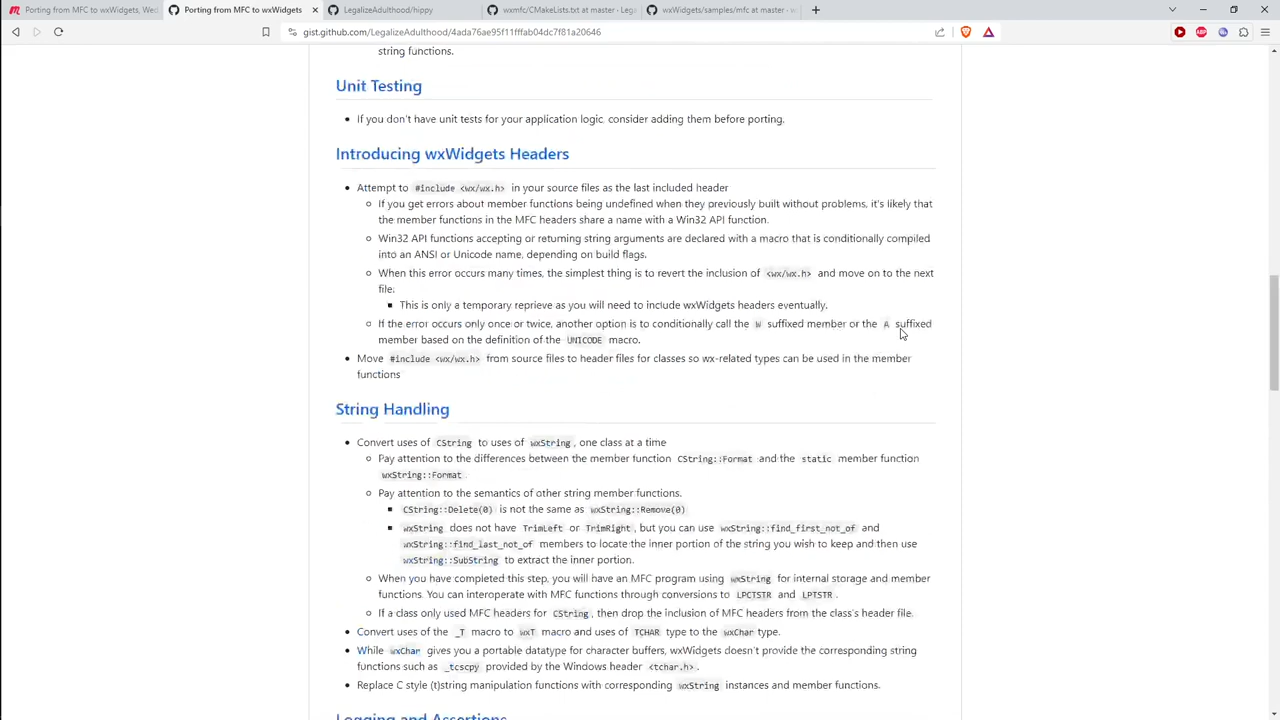 Porting from MFC to wxWidgets, Wed
Porting from MFC to wxWidgets
LegalizeAdulthood/hippy
wxmfc/CMakeLists.txt at master · Lega
wxWidgets/samples/mfc at master · w
gist.github.com/LegalizeAdulthood/4ada76ae95f11fffab04dc7f81a20646
string functions.
Unit Testing
If you don't have unit tests for your application logic, consider adding them before porting.
Introducing wxWidgets Headers
Attempt to #include <wx/wx.h> in your source files as the last included header
If you get errors about member functions being undefined when they previously built without problems, it's likely that
the member functions in the MFC headers share a name with a Win32 API function.
Win32 API functions accepting or returning string arguments are declared with a macro that is conditionally compiled
into an ANSI or Unicode name, depending on build flags.
When this error occurs many times, the simplest thing is to revert the inclusion of <wx/wx.h> and move on to the next
file.
This is only a temporary reprieve as you will need to include wxWidgets headers eventually.
If the error occurs only once or twice, another option is to conditionally call the W suffixed member or the A suffixed
member based on the definition of the UNICODE macro.
Move #include <wx/wx.h> from source files to header files for classes so wx-related types can be used in the member
functions
String Handling
Convert uses of CString to uses of wxString, one class at a time
Pay attention to the differences between the member function CString::Format and the static member function
wxString::Format.
Pay attention to the semantics of other string member functions.
CString::Delete(0) is not the same as wxString::Remove(0)
wxString does not have TrimLeft or TrimRight, but you can use wxString::find_first_not_of and
wxString::find_last_not_of members to locate the inner portion of the string you wish to keep and then use
wxString::SubString to extract the inner portion.
When you have completed this step, you will have an MFC program using wxString for internal storage and member
functions. You can interoperate with MFC functions through conversions to LPCTSTR and LPTSTR.
If a class only used MFC headers for CString, then drop the inclusion of MFC headers from the class's header file.
Convert uses of the _T macro to wxT macro and uses of TCHAR type to the wxChar type.
While wxChar gives you a portable datatype for character buffers, wxWidgets doesn't provide the corresponding string
functions such as _tcscpy provided by the Windows header <tchar.h>.
Replace C style (t)string manipulation functions with corresponding wxString instances and member functions.
Logging and Assertions